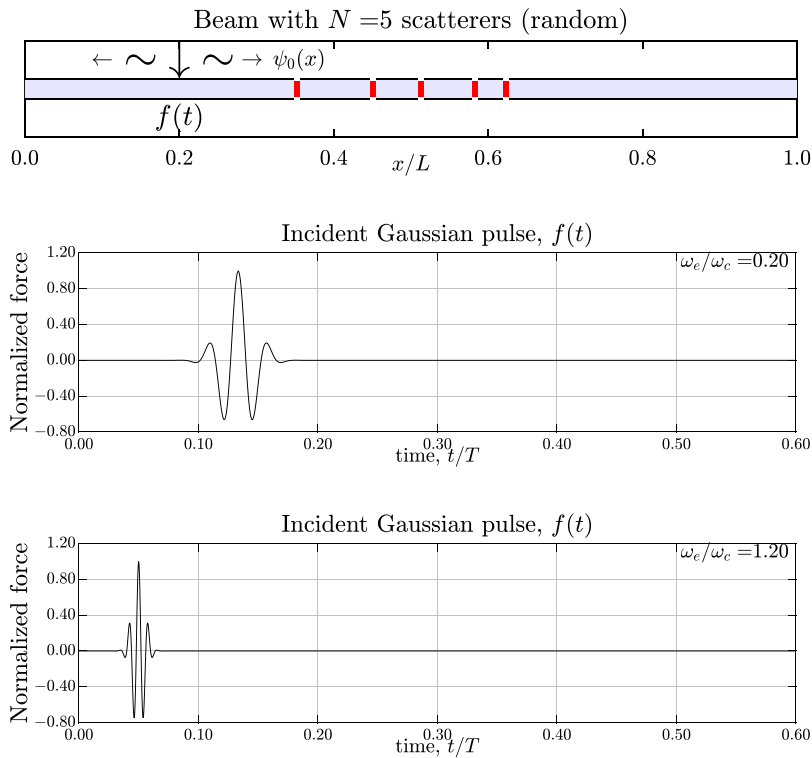 Beam with N =5 scatterers (random)
← ∼ ↓ ∼ → ψ₀(x)
f(t)
0.0 0.2 0.4 0.6 0.8 1.0
x/L
Incident Gaussian pulse, f(t)
ωₑ/ω꜀ =0.20
Normalized force
1.20
0.80
0.40
0.00
−0.40
−0.80
0.00 0.10 0.20 0.30 0.40 0.50 0.60
time, t/T
Incident Gaussian pulse, f(t)
ωₑ/ω꜀ =1.20
Normalized force
1.20
0.80
0.40
0.00
−0.40
−0.80
0.00 0.10 0.20 0.30 0.40 0.50 0.60
time, t/T